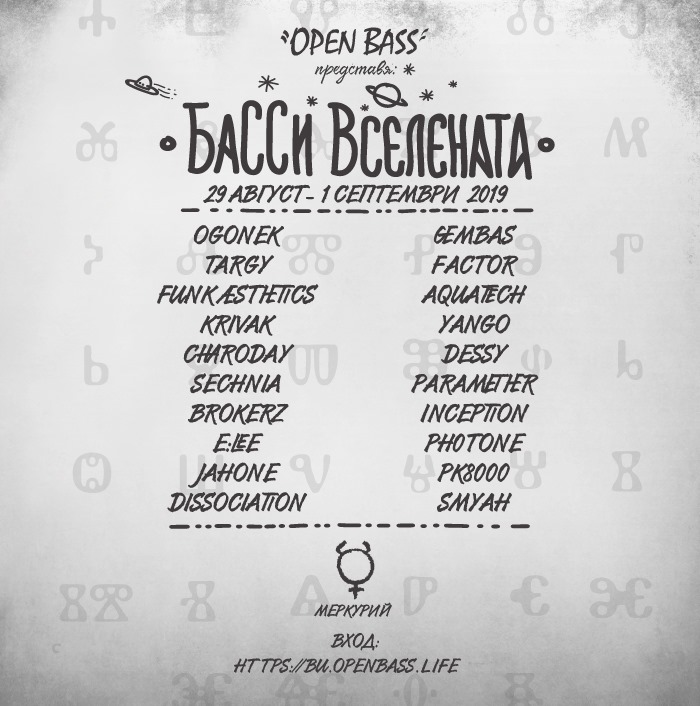 "OPEN BASS"
представя:
БАССИ ВСЕЛЕНАТА
29 АВГУСТ - 1 СЕПТЕМВРИ 2019
OGONEK
TARGY
FUNKÆSTHETICS
KRIVAK
CHARODAY
SECHNIA
BROKERZ
E:LEE
JAHONE
DISSOCIATION
GEMBAS
FACTOR
AQUATECH
YANGO
DESSY
PARAMETHER
INCEPTION
PHOTONE
PK8000
SMYAH
МЕРКУРИЙ
ВХОД:
HTTPS://BU.OPENBASS.LIFE